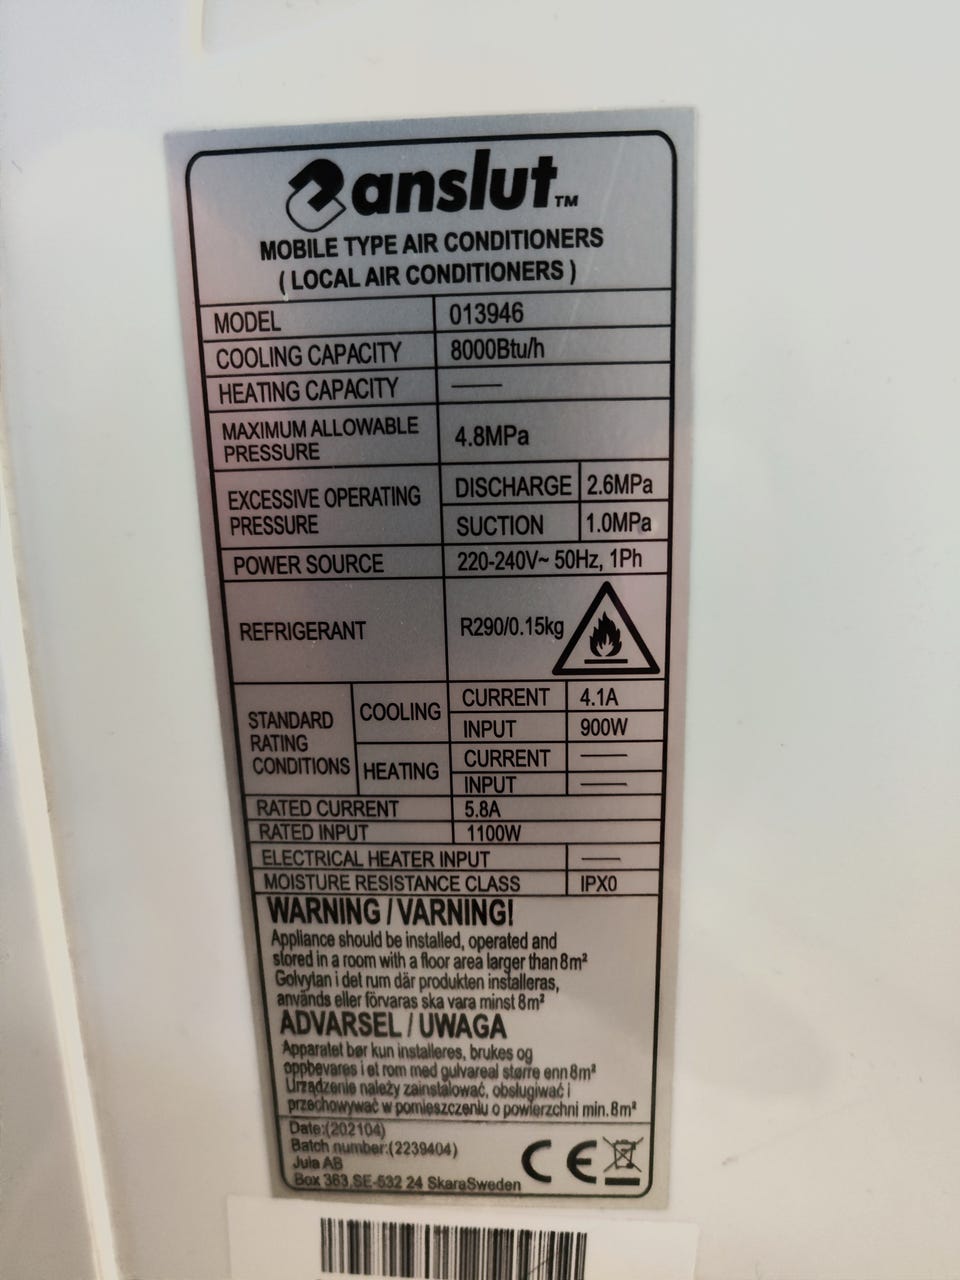 anslut™
MOBILE TYPE AIR CONDITIONERS
( LOCAL AIR CONDITIONERS )
MODEL 013946
COOLING CAPACITY 8000Btu/h
HEATING CAPACITY ——
MAXIMUM ALLOWABLE PRESSURE 4.8MPa
EXCESSIVE OPERATING PRESSURE DISCHARGE 2.6MPa
SUCTION 1.0MPa
POWER SOURCE 220-240V~ 50Hz, 1Ph
REFRIGERANT R290/0.15kg
STANDARD RATING CONDITIONS COOLING CURRENT 4.1A
INPUT 900W
HEATING CURRENT ——
INPUT ——
RATED CURRENT 5.8A
RATED INPUT 1100W
ELECTRICAL HEATER INPUT ——
MOISTURE RESISTANCE CLASS IPX0
WARNING / VARNING!
Appliance should be installed, operated and
stored in a room with a floor area larger than 8m²
Golvytan i det rum där produkten installeras,
används eller förvaras ska vara minst 8m²
ADVARSEL / UWAGA
Apparatet bør kun installeres, brukes og
oppbevares i et rom med gulvareal større enn 8m²
Urządzenie należy zainstalować, obsługiwać i
przechowywać w pomieszczeniu o powierzchni min. 8m²
Date:(202104)
Batch number:(2239404)
Jula AB
Box 363,SE-532 24 SkaraSweden
CE